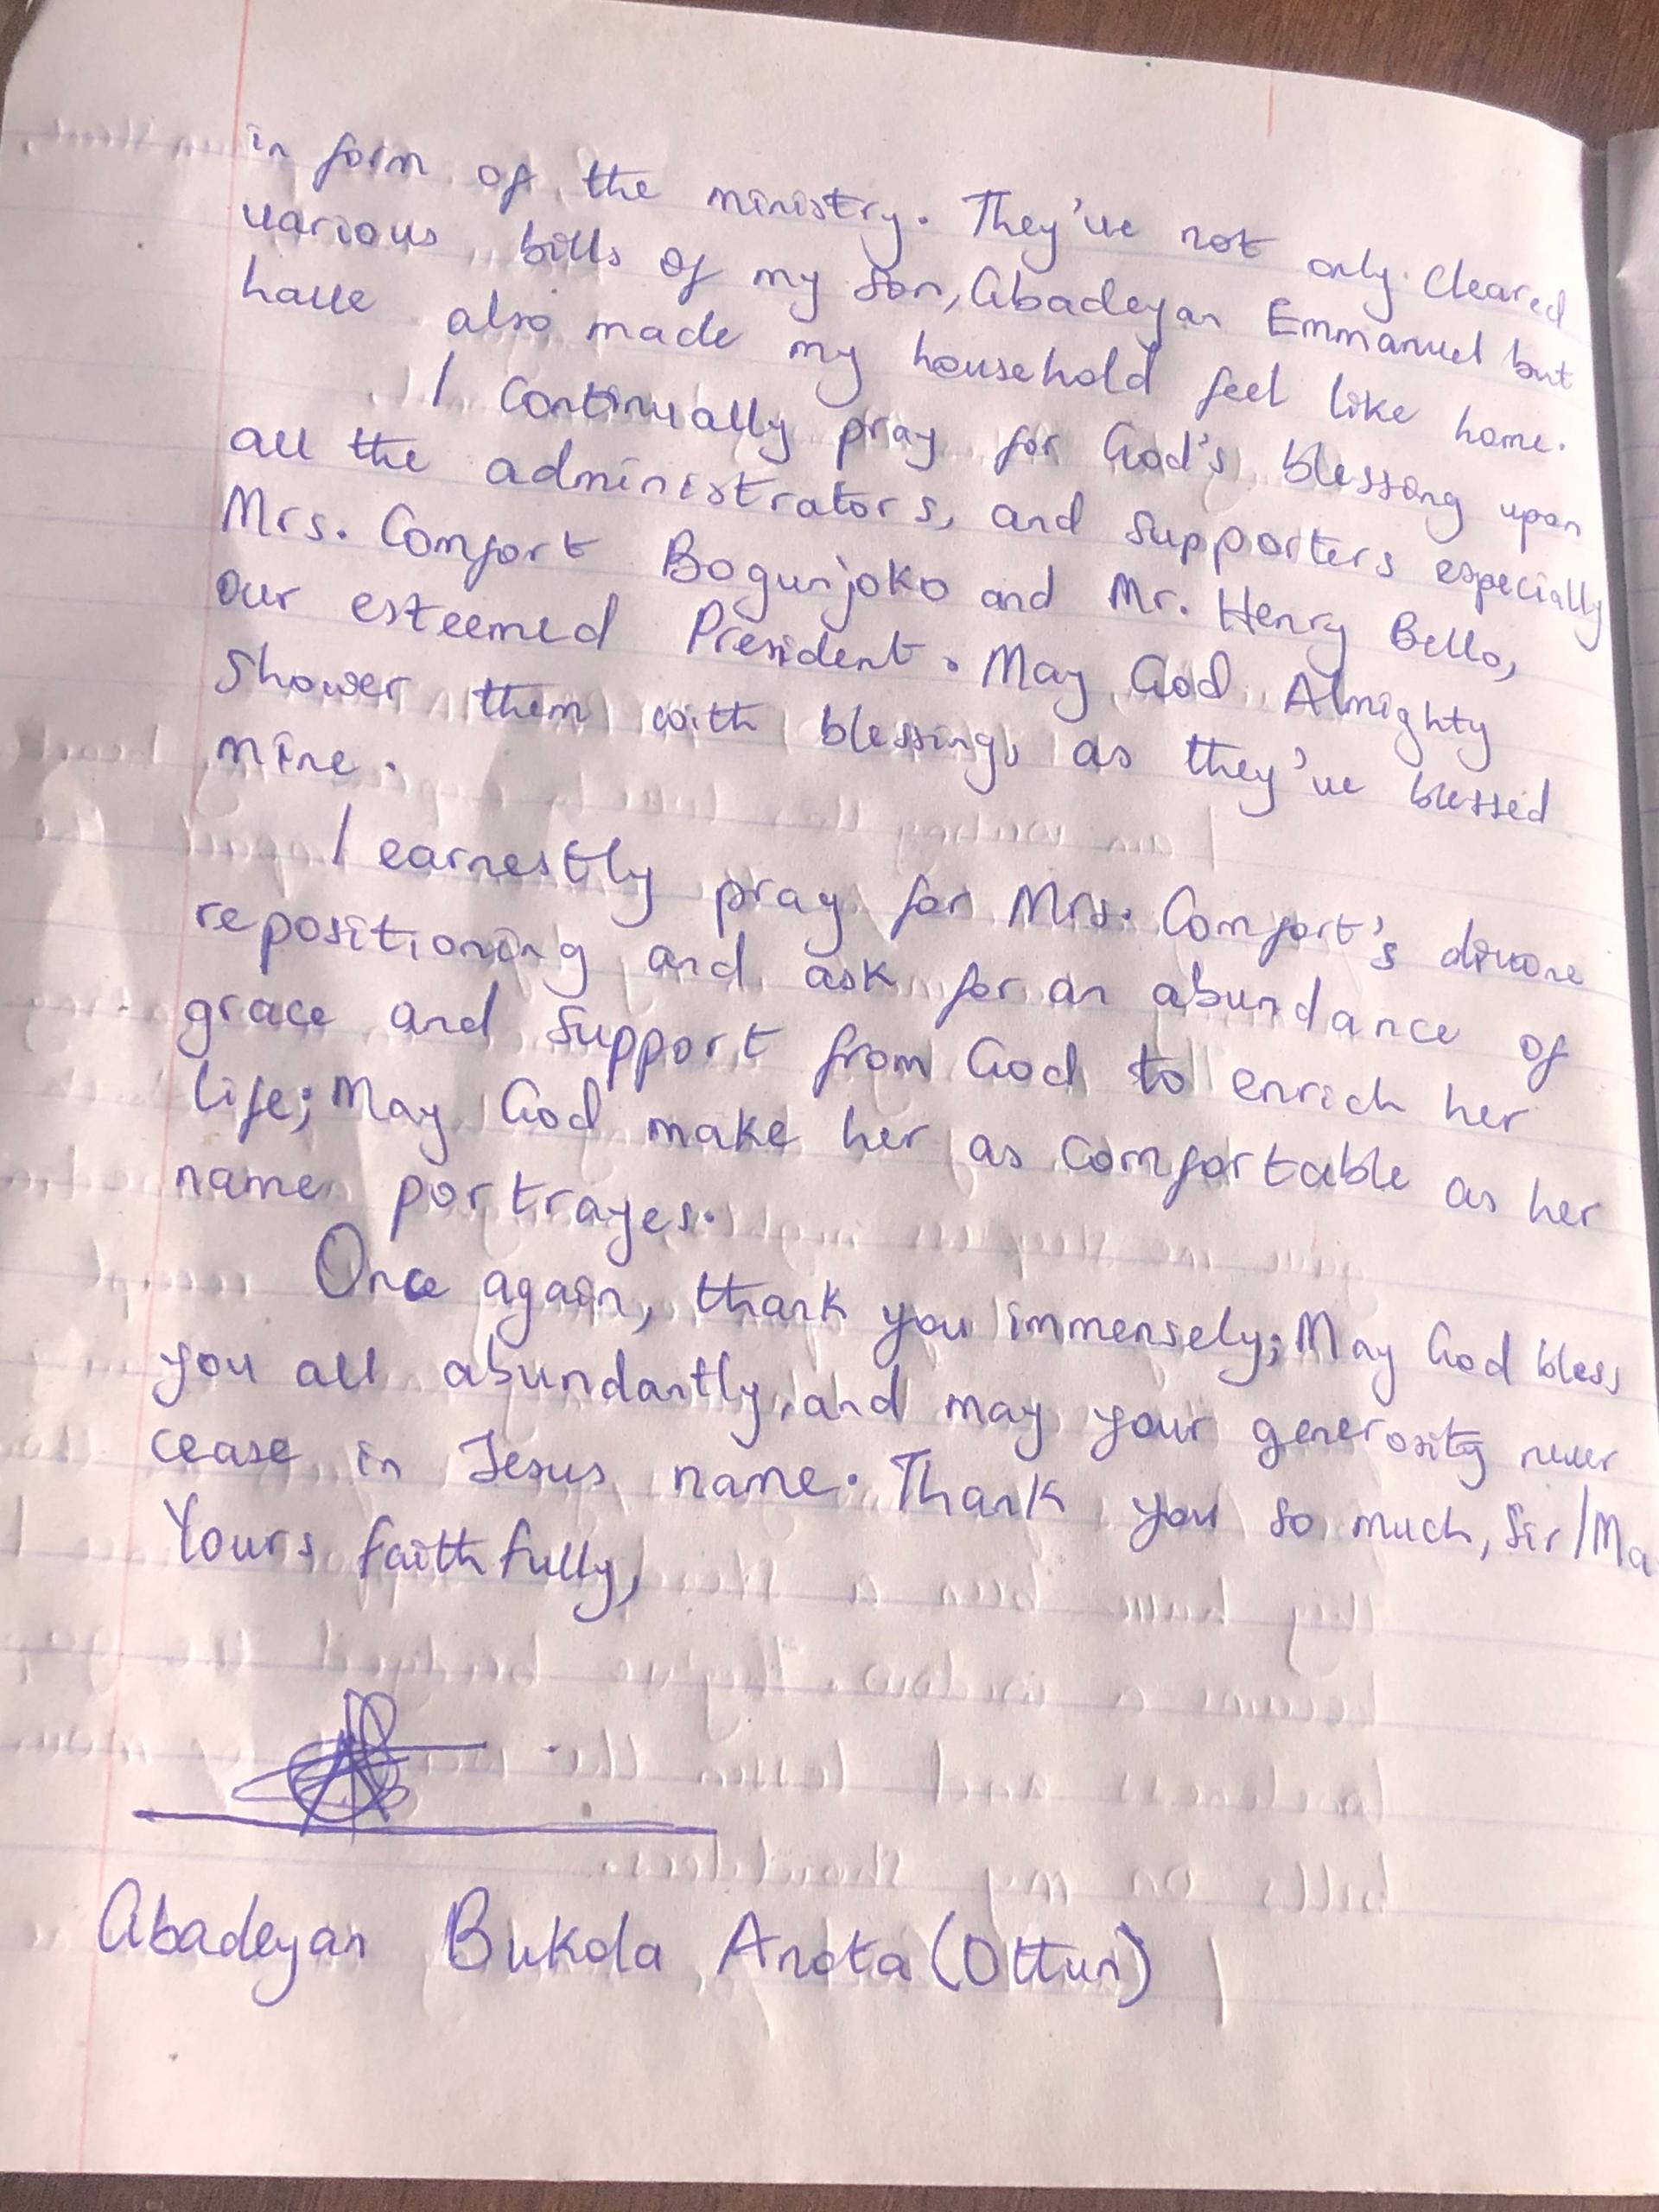 in form of the ministry. They've not only cleared
various bills of my son, Abadeyan Emmanuel but
have also made my household feel like home.
I continually pray for God's blessing upon
all the administrators, and supporters especially
Mrs. Comfort Bogunjoko and Mr. Henry Bello,
our esteemed President. May God Almighty
shower them with blessings as they've blessed
mine.
I earnestly pray for Mrs. Comfort's divine
repositioning and ask for an abundance of
grace and support from God to enrich her
life; May God make her as comfortable as her
name portrayes.
Once again, thank you immensely; May God bless
you all abundantly, and may your generosity never
cease in Jesus name. Thank you so much, Sir/Ma
Yours faithfully,
Abadeyan Bukola Anota (Ottun)